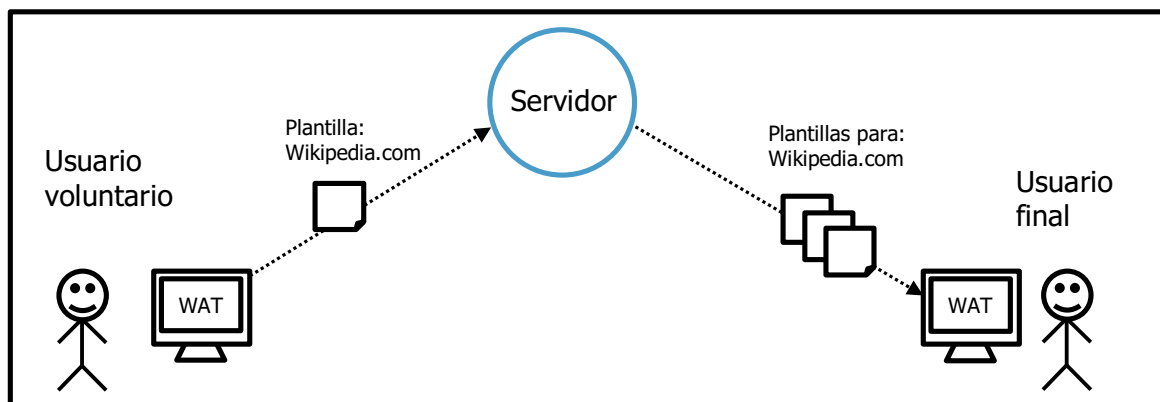 Servidor
Plantilla:
Wikipedia.com
Plantillas para:
Wikipedia.com
Usuario
voluntario
Usuario
final
WAT
WAT